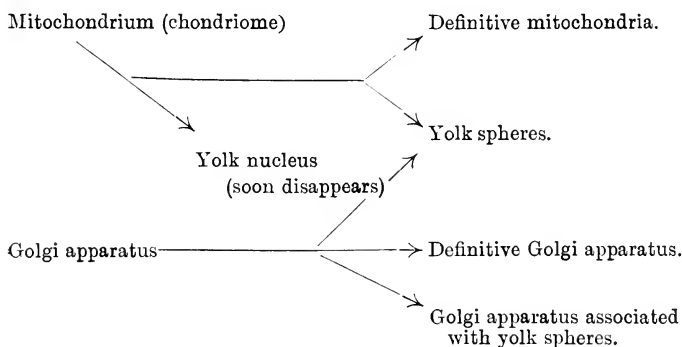 Mitochondrium (chondriome)
Definitive mitochondria.
Yolk spheres.
Yolk nucleus
(soon disappears)
Golgi apparatus
Definitive Golgi apparatus.
Golgi apparatus associated
with yolk spheres.